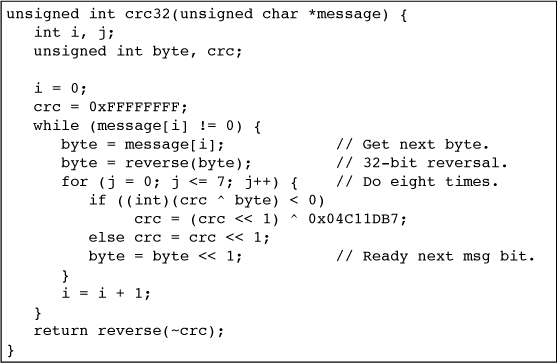 unsigned int crc32(unsigned char *message) {
   int i, j;
   unsigned int byte, crc;

   i = 0;
   crc = 0xFFFFFFFF;
   while (message[i] != 0) {
      byte = message[i];            // Get next byte.
      byte = reverse(byte);         // 32-bit reversal.
      for (j = 0; j <= 7; j++) {    // Do eight times.
         if ((int)(crc ^ byte) < 0)
              crc = (crc << 1) ^ 0x04C11DB7;
         else crc = crc << 1;
         byte = byte << 1;          // Ready next msg bit.
      }
      i = i + 1;
   }
   return reverse(~crc);
}